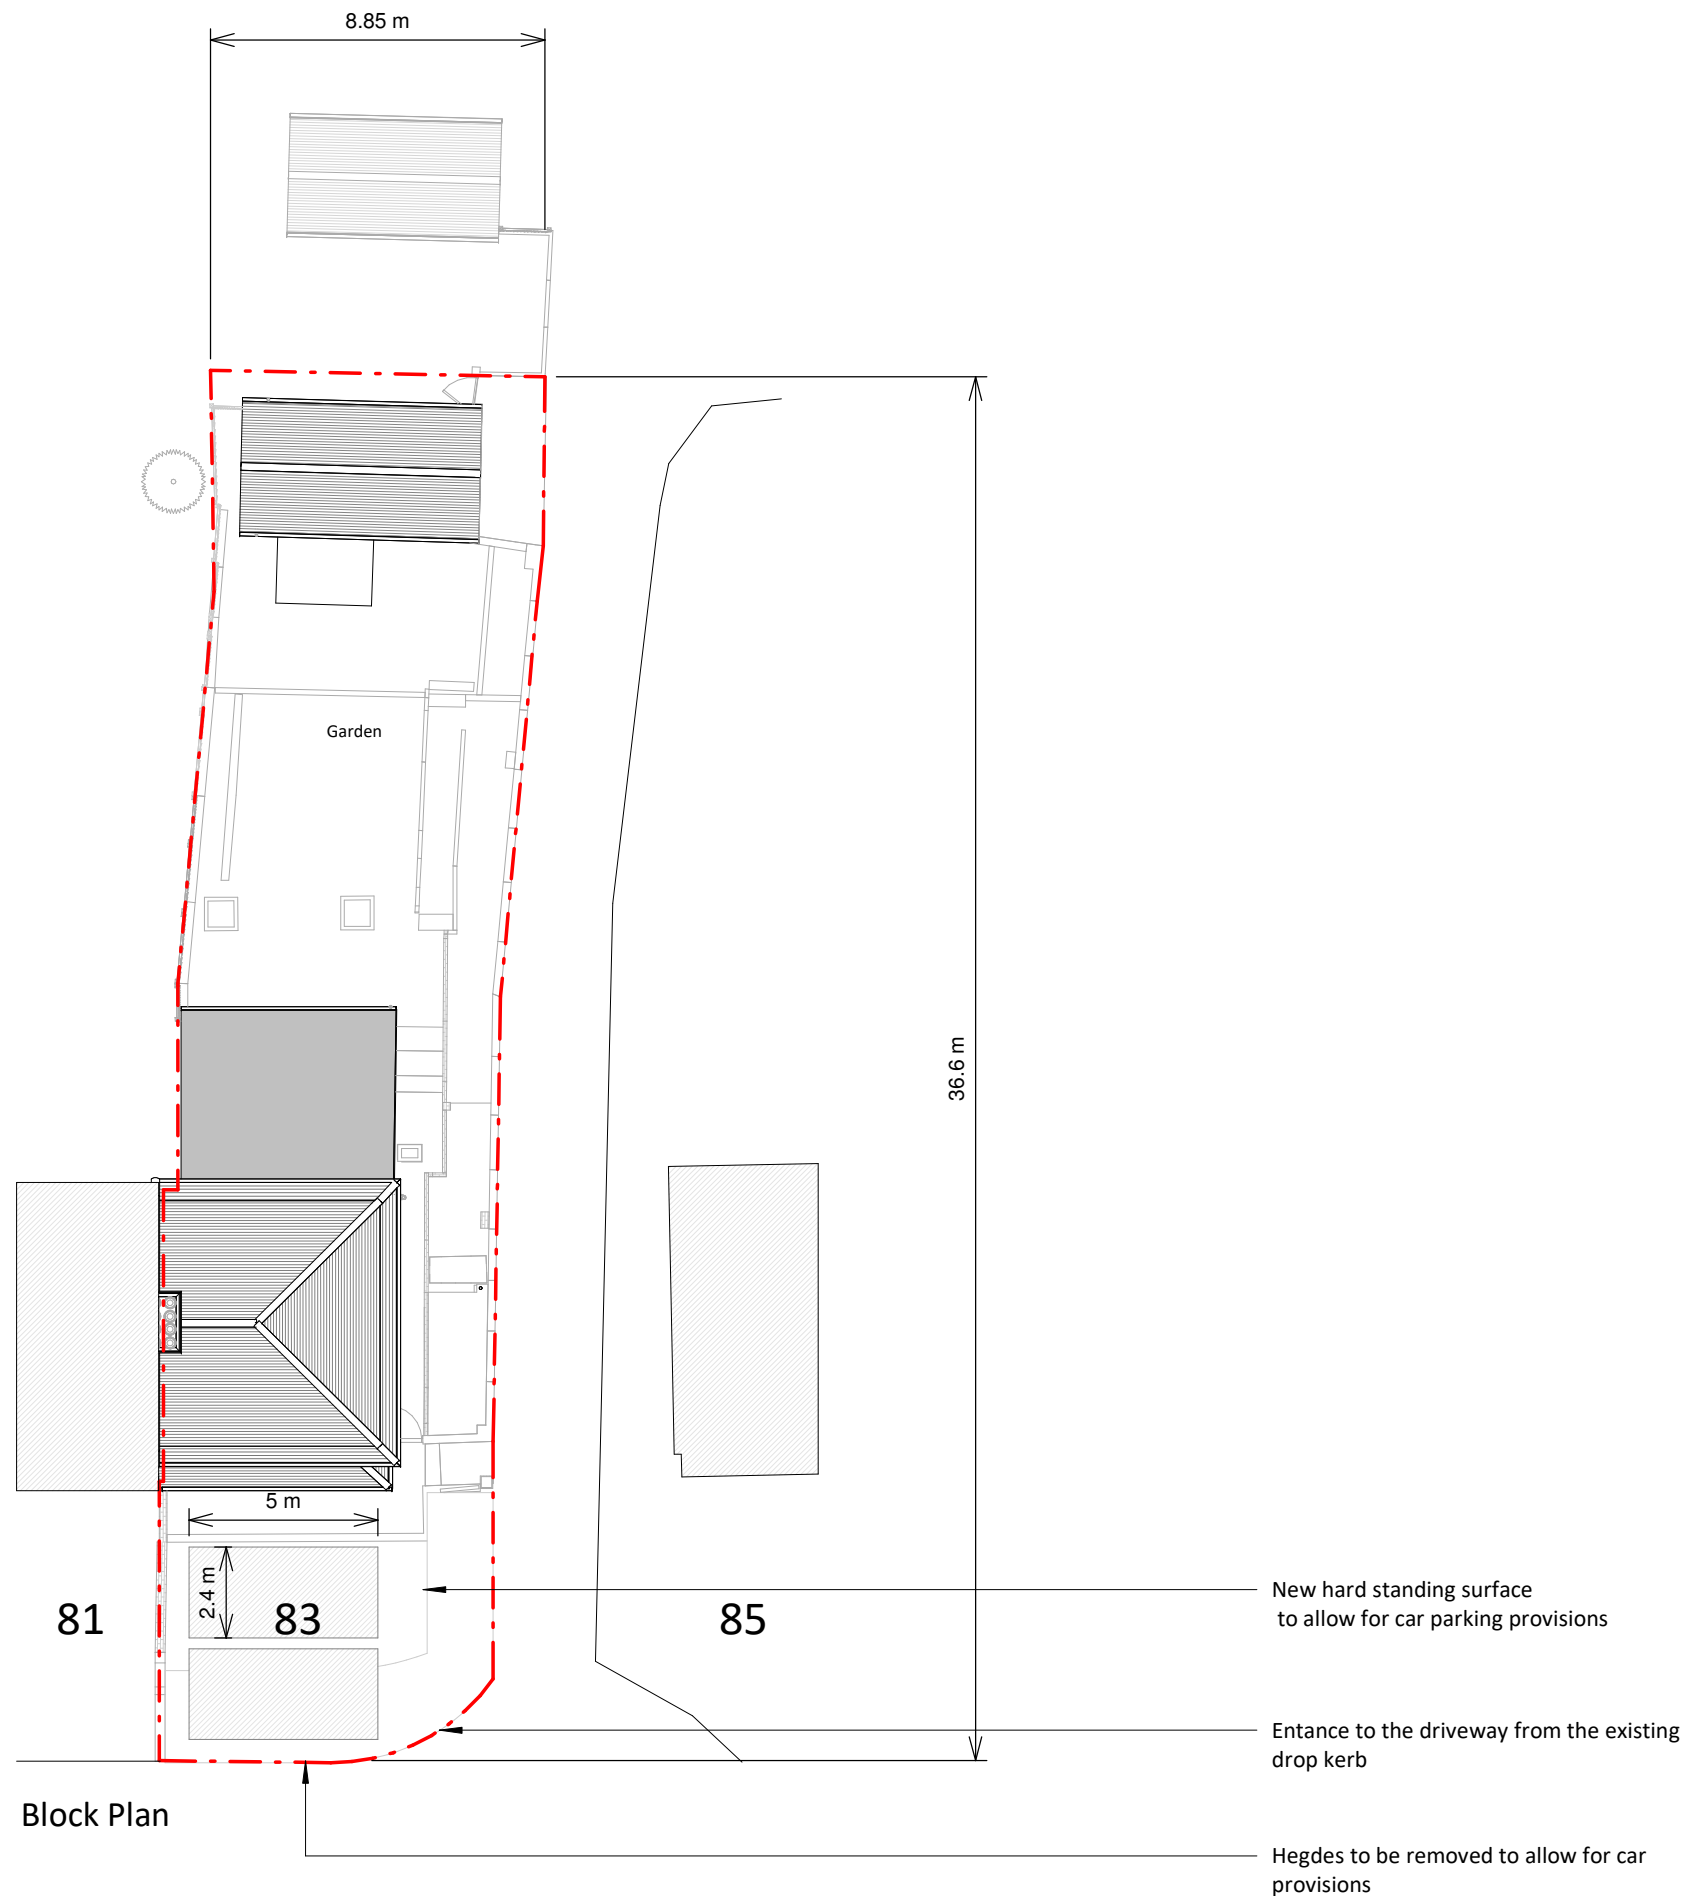 8.85 m
Garden
36.6 m
5 m
2.4 m
81
83
85
New hard standing surface
to allow for car parking provisions
Entance to the driveway from the existing
drop kerb
Block Plan
Hegdes to be removed to allow for car
provisions